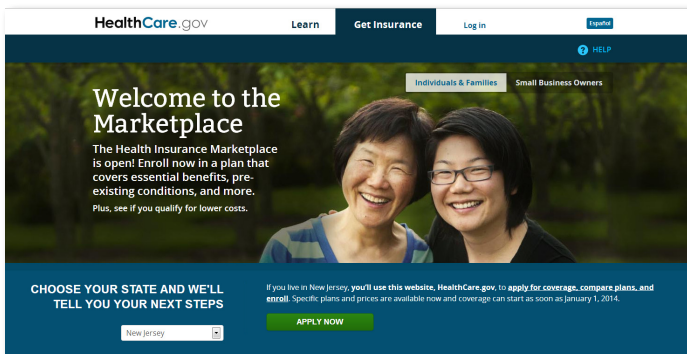 HealthCare.gov
Learn
Get Insurance
Log in
Español
? HELP
Individuals & Families
Small Business Owners
Welcome to the
Marketplace
The Health Insurance Marketplace
is open! Enroll now in a plan that
covers essential benefits, pre-
existing conditions, and more.
Plus, see if you qualify for lower costs.
CHOOSE YOUR STATE AND WE'LL
TELL YOU YOUR NEXT STEPS
New Jersey
If you live in New Jersey, you'll use this website, HealthCare.gov, to apply for coverage, compare plans, and
enroll. Specific plans and prices are available now and coverage can start as soon as January 1, 2014.
APPLY NOW